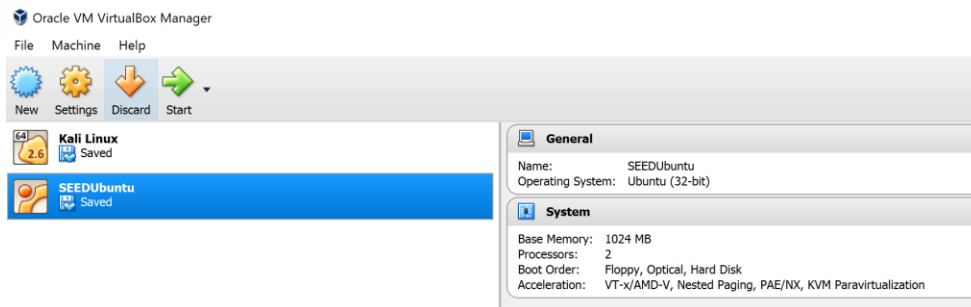 Oracle VM VirtualBox Manager
File Machine Help
New Settings Discard Start
64
2.6
Kali Linux
Saved
SEEDUbuntu
Saved
General
Name: SEEDUbuntu
Operating System: Ubuntu (32-bit)
System
Base Memory: 1024 MB
Processors: 2
Boot Order: Floppy, Optical, Hard Disk
Acceleration: VT-x/AMD-V, Nested Paging, PAE/NX, KVM Paravirtualization